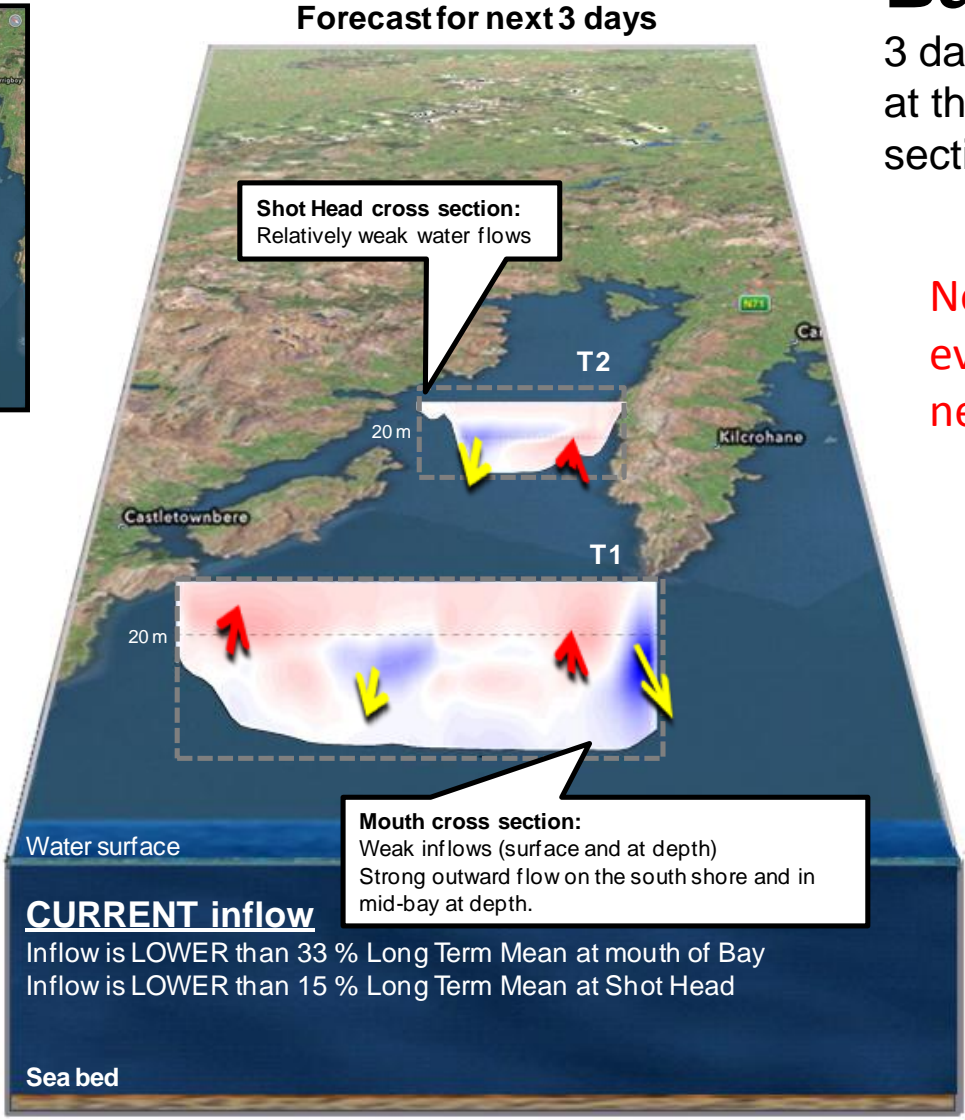 Forecast for next 3 days
3 da
at th
secti
Shot Head cross section:
Relatively weak water flows
N71
T2
20 m
Kilcrohane
Castletownbere
T1
20 m
Mouth cross section:
Weak inflows (surface and at depth)
Strong outward flow on the south shore and in
mid-bay at depth.
Water surface
CURRENT inflow
Inflow is LOWER than 33 % Long Term Mean at mouth of Bay
Inflow is LOWER than 15 % Long Term Mean at Shot Head
Sea bed